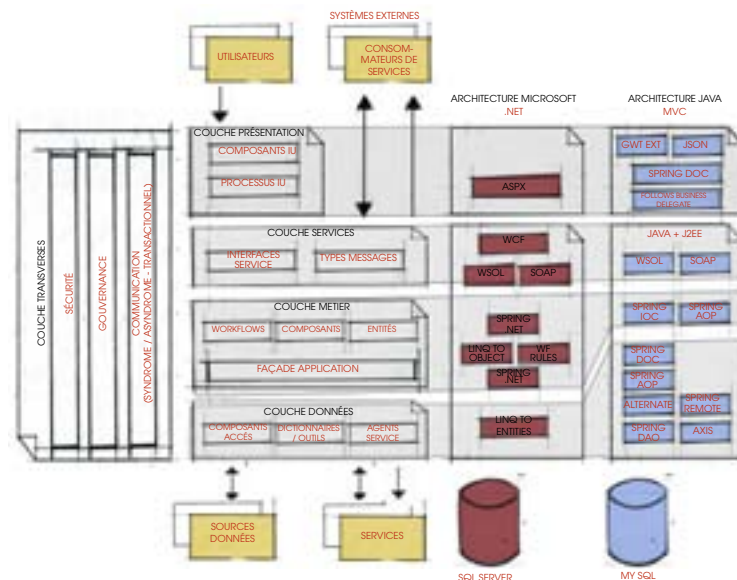 SYSTÈMES EXTERNES
UTILISATEURS
CONSOM-
MATEURS DE
SERVICES
ARCHITECTURE MICROSOFT
.NET
ARCHITECTURE JAVA
MVC
COUCHE TRANSVERSES
SÉCURITÉ
GOUVERNANCE
COMMUNICATION
(SYNDROME / ASYNDROME - TRANSACTIONNEL)
COUCHE PRÉSENTATION
COMPOSANTS IU
PROCESSUS IU
ASPX
GWT EXT
JSON
SPRING DOC
FOLLOWS BUSINESS
DELEGATE
COUCHE SERVICES
INTERFACES
SERVICE
TYPES MESSAGES
WCF
WSOL
SOAP
JAVA + J2EE
WSOL
SOAP
COUCHE METIER
WORKFLOWS
COMPOSANTS
ENTITÉS
FAÇADE APPLICATION
SPRING
.NET
LINQ TO
OBJECT
WF
RULES
SPRING
.NET
SPRING
IOC
SPRING
AOP
SPRING
DOC
SPRING
AOP
ALTERNATE
SPRING
REMOTE
SPRING
DAO
AXIS
COUCHE DONNÉES
COMPOSANTS
ACCÉS
DICTIONNAIRES
/ OUTILS
AGENTS
SERVICE
LINQ TO
ENTITIES
SOURCES
DONNÉES
SERVICES
SQL SERVER
MY SQL